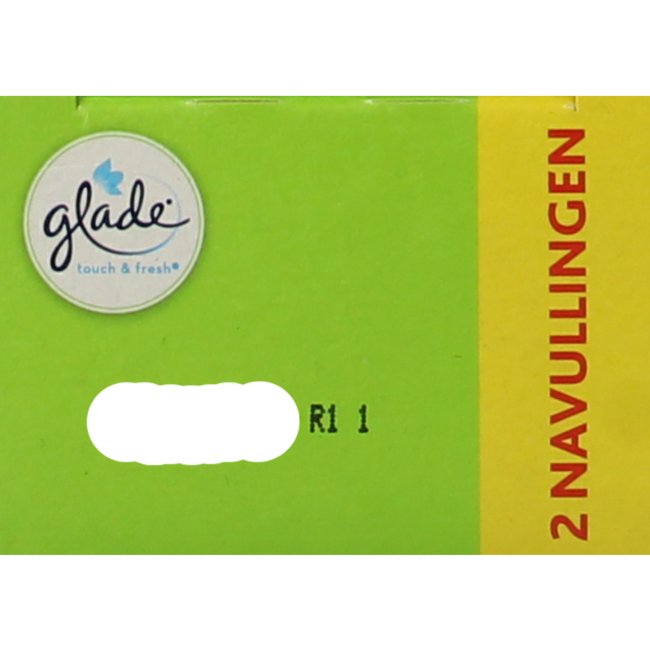 glade
touch & fresh®
R1 1
2 NAVULLINGEN